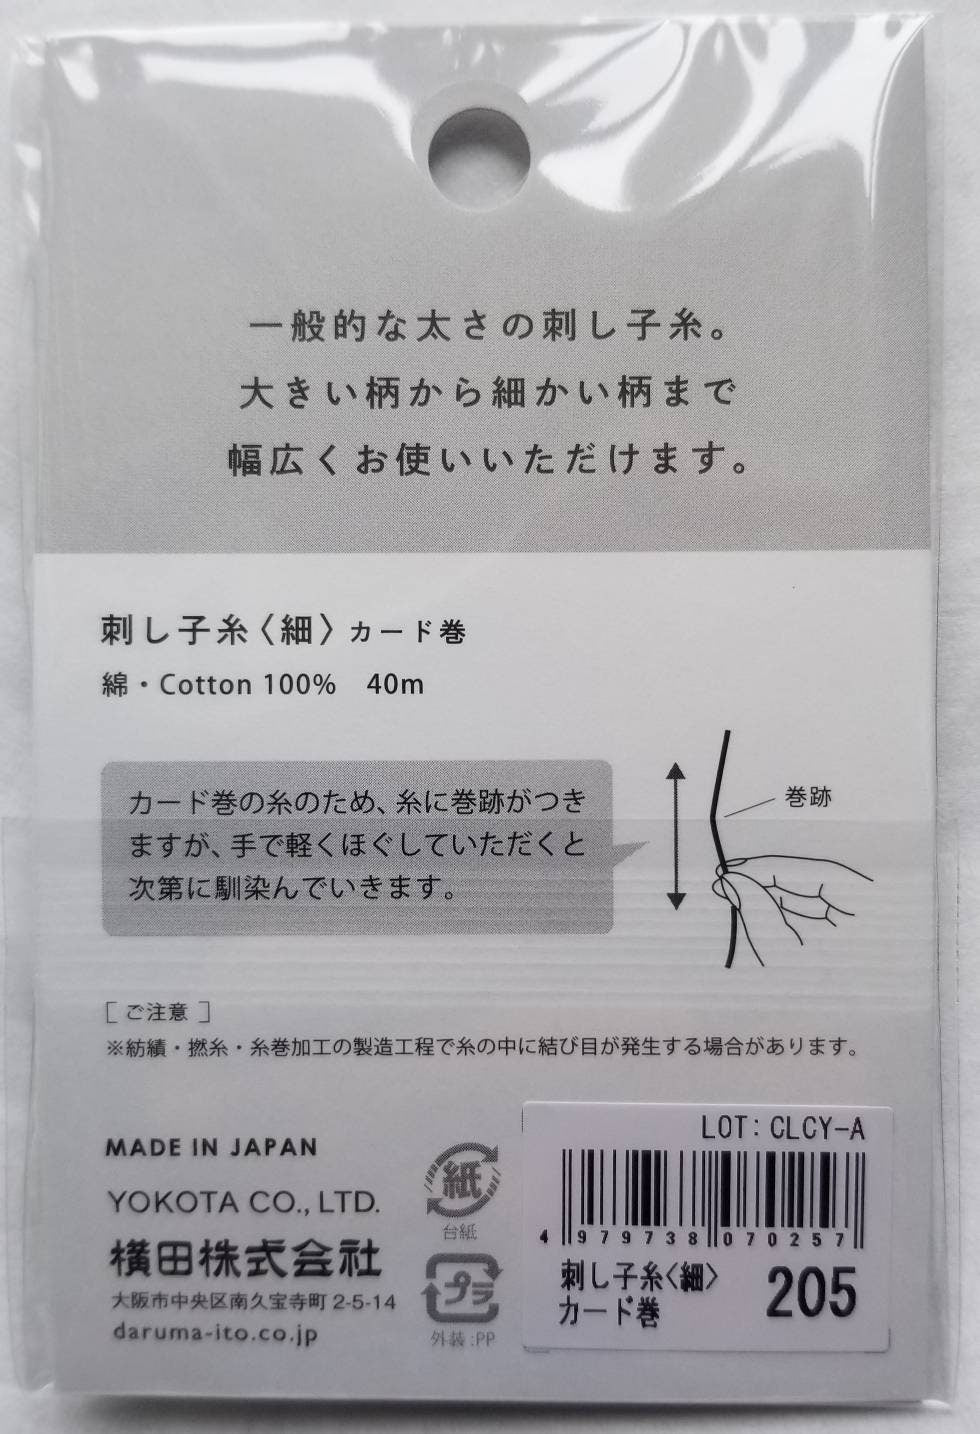 一般的な太さの刺し子糸。
大きい柄から細かい柄まで
幅広くお使いいただけます。
刺し子糸〈細〉カード巻
綿・Cotton 100%　40m
カード巻の糸のため、糸に巻跡がつき
ますが、手で軽くほぐしていただくと
次第に馴染んでいきます。
巻跡
［ご注意］
※紡績・撚糸・糸巻加工の製造工程で糸の中に結び目が発生する場合があります。
MADE IN JAPAN
YOKOTA CO., LTD.
横田株式会社
大阪市中央区南久宝寺町 2-5-14
daruma-ito.co.jp
紙
台紙
プラ
外装:PP
LOT: CLCY-A
4 979738 070257
刺し子糸〈細〉
カード巻
205